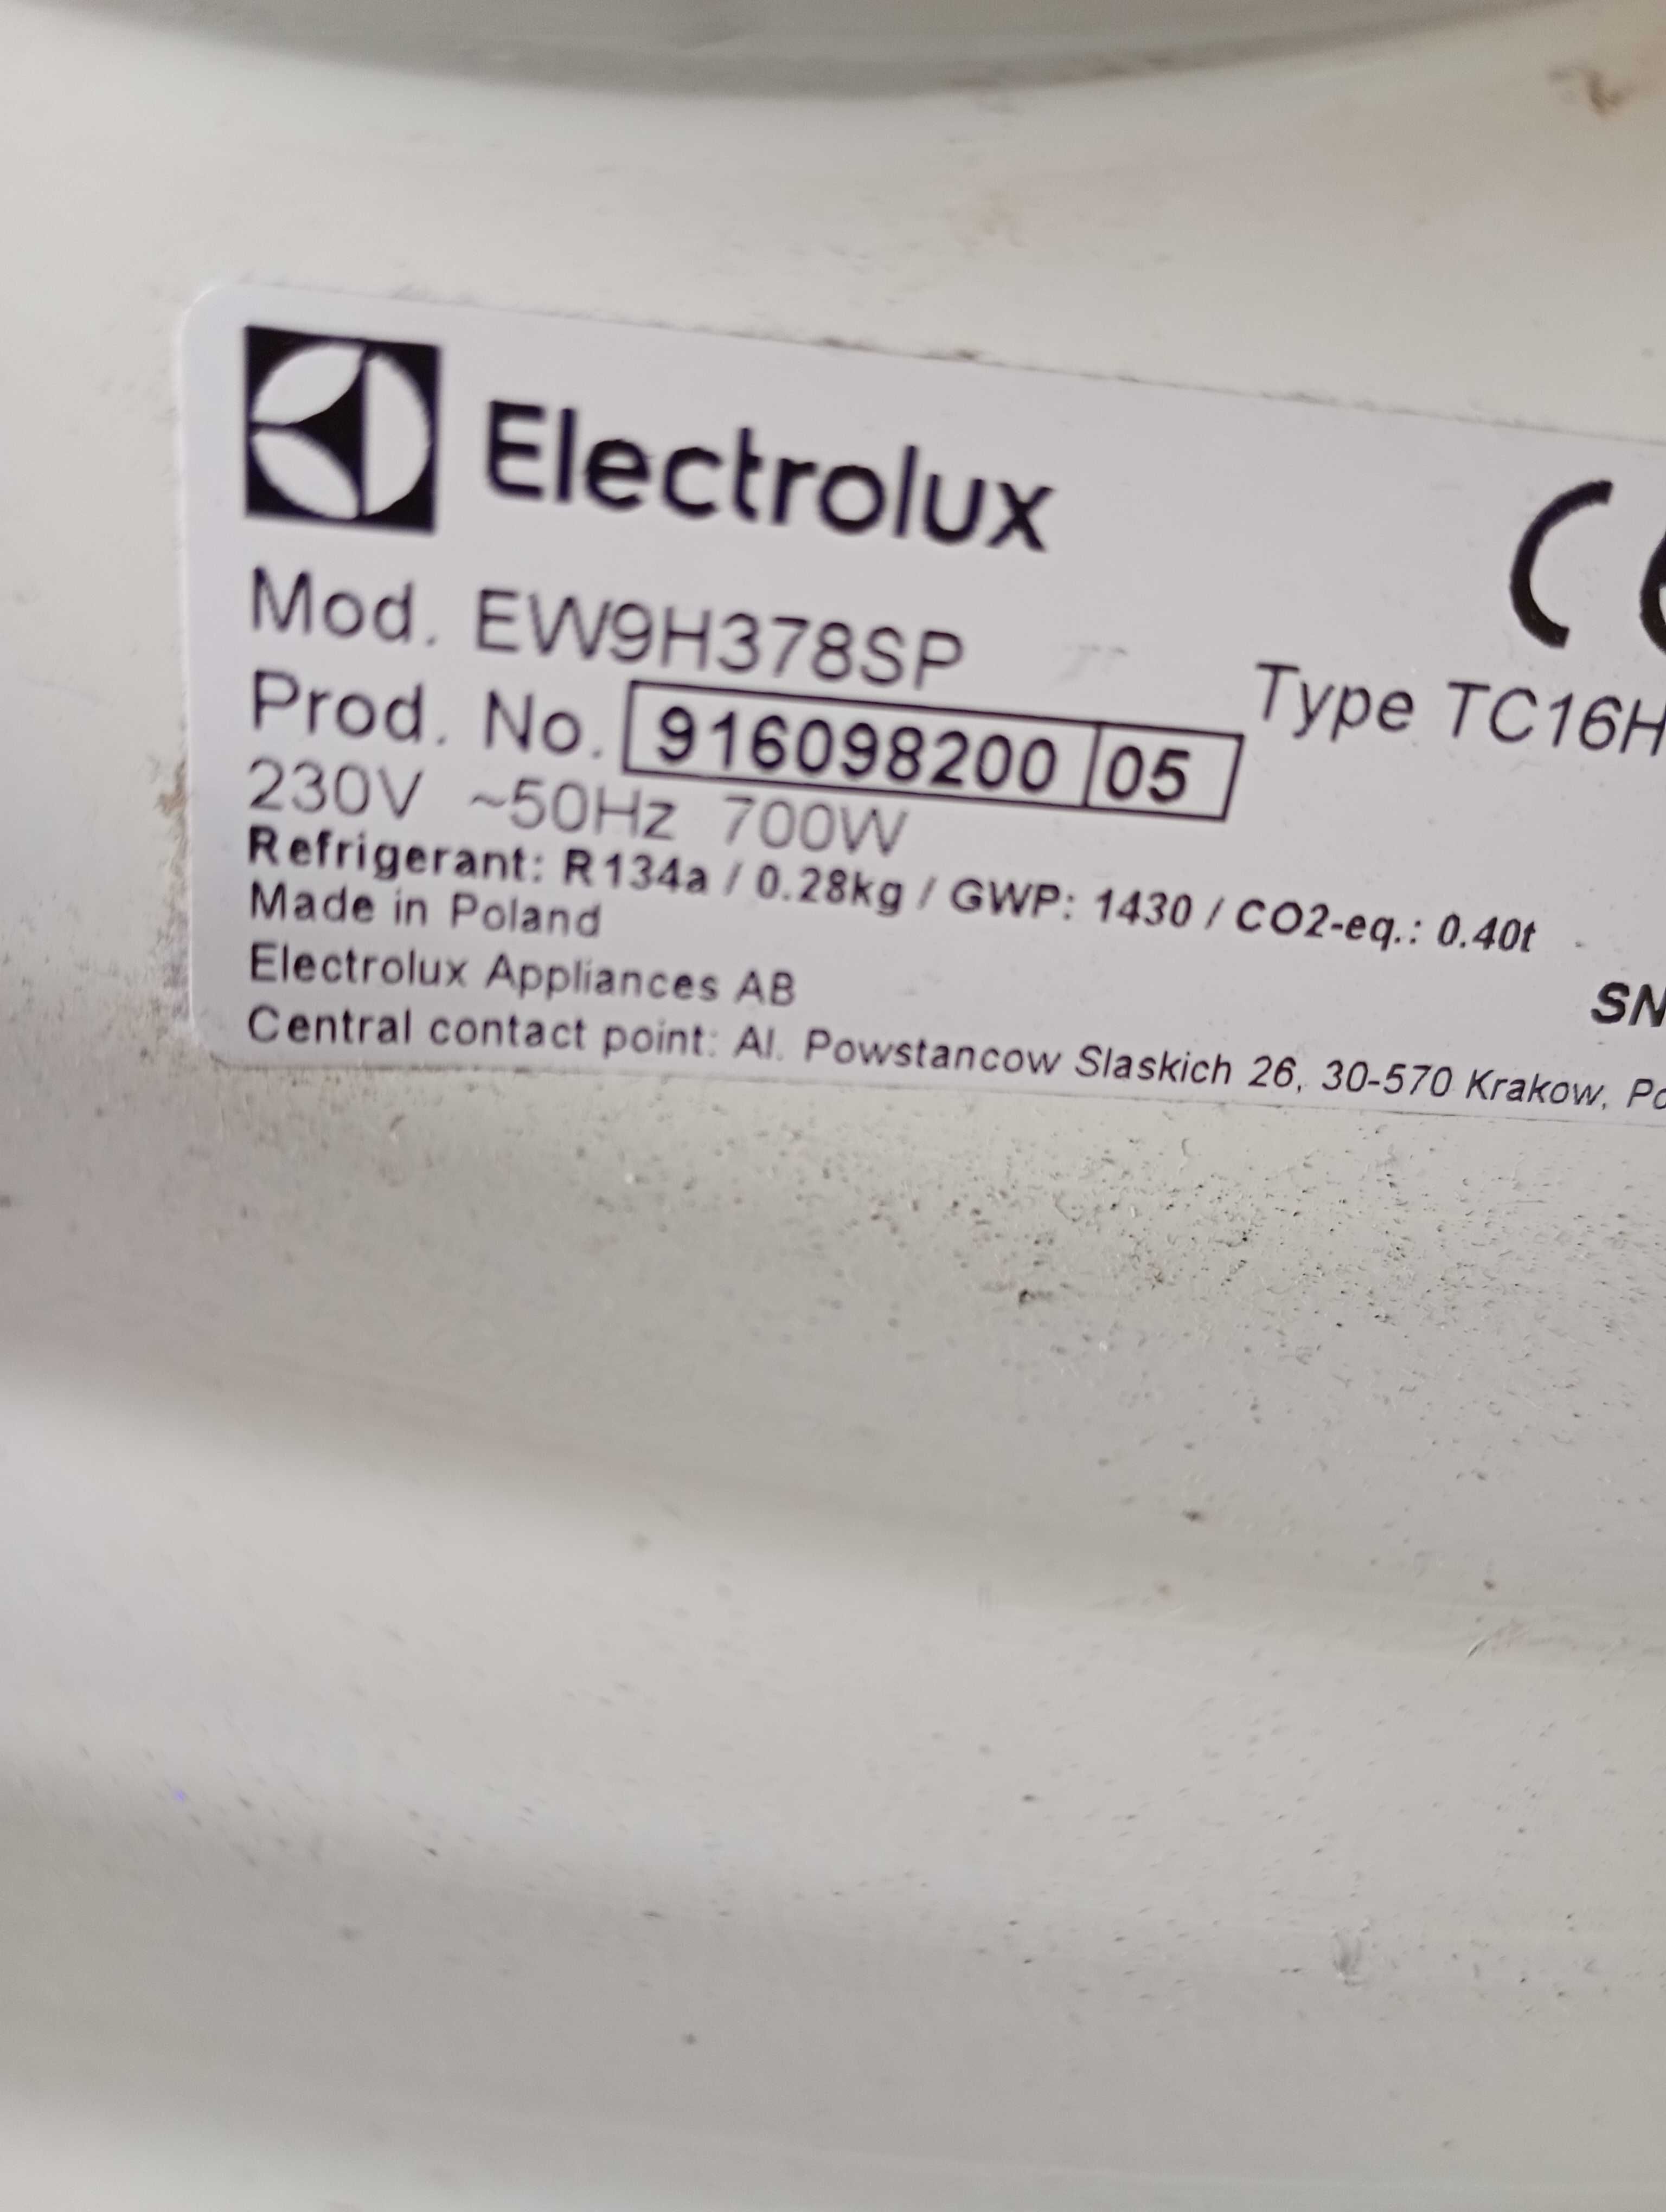 Electrolux
CE
Mod. EW9H378SP
Type TC16H
Prod. No. 916098200 05
230V ~50Hz 700W
Refrigerant: R134a / 0.28kg / GWP: 1430 / CO2-eq.: 0.40t
Made in Poland
Electrolux Appliances AB
SN
Central contact point: Al. Powstancow Slaskich 26, 30-570 Krakow, Po